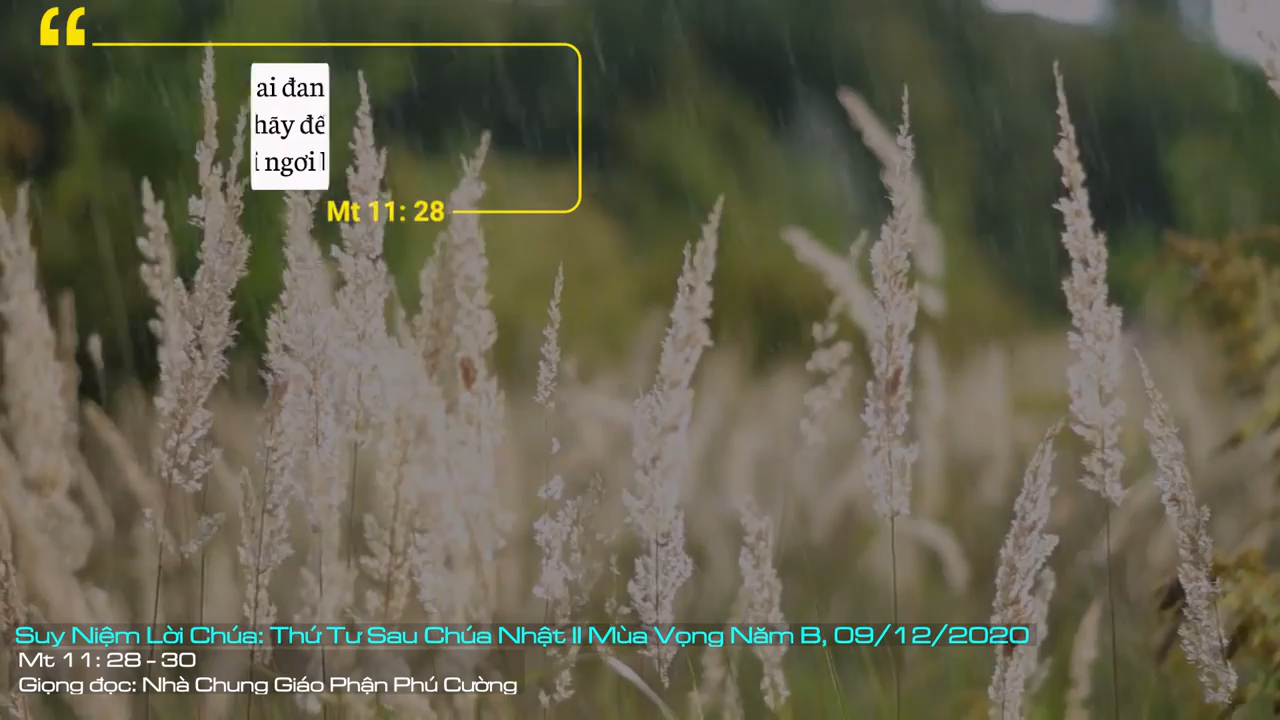 “
ai đan
hãy đê
ngơi
Mt 11: 28
Suy Niệm Lời Chúa: Thứ Tư Sau Chúa Nhật II Mùa Vọng Năm B, 09/12/2020
Mt 11: 28 - 30
Giọng đọc: Nhà Chung Giáo Phận Phú Cường